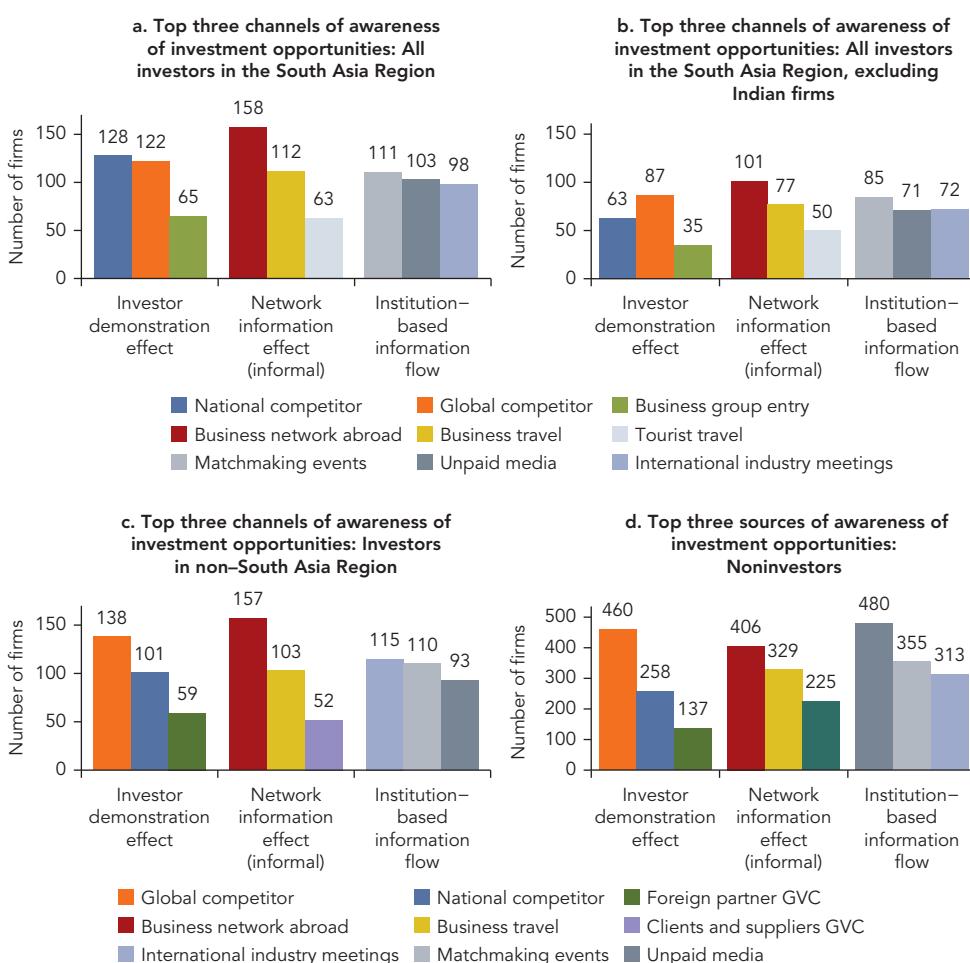 a. Top three channels of awareness
of investment opportunities: All
investors in the South Asia Region
Number of firms
150
100
50
0
128
122
65
158
112
63
111
103
98
Investor
demonstration
effect
Network
information
effect
(informal)
Institution–
based
information
flow
b. Top three channels of awareness of
investment opportunities: All investors
in the South Asia Region, excluding
Indian firms
Number of firms
150
100
50
0
63
87
35
101
77
50
85
71
72
Investor
demonstration
effect
Network
information
effect
(informal)
Institution–
based
information
flow
National competitor
Global competitor
Business group entry
Business network abroad
Business travel
Tourist travel
Matchmaking events
Unpaid media
International industry meetings
c. Top three channels of awareness of
investment opportunities: Investors
in non–South Asia Region
Number of firms
150
100
50
0
138
101
59
157
103
52
115
110
93
Investor
demonstration
effect
Network
information
effect
(informal)
Institution–
based
information
flow
d. Top three sources of awareness of
investment opportunities:
Noninvestors
Number of firms
500
400
300
200
100
0
460
258
137
406
329
225
480
355
313
Investor
demonstration
effect
Network
information
effect
(informal)
Institution–
based
information
flow
Global competitor
National competitor
Foreign partner GVC
Business network abroad
Business travel
Clients and suppliers GVC
International industry meetings
Matchmaking events
Unpaid media